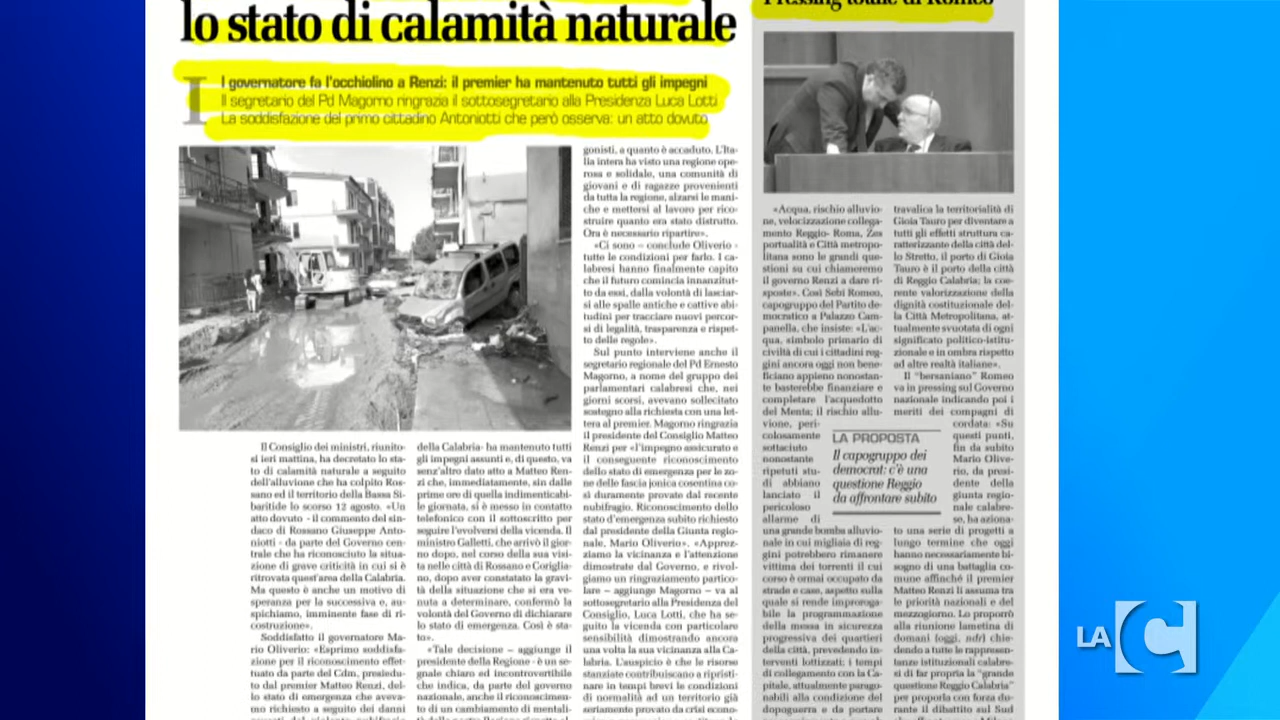 lo stato di calamità naturale
I governatore fa l'occhiolino a Renzi: il premier ha mantenuto tutti gli impegni
Il segretario del Pd Magorno ringrazia il sottosegretario alla Presidenza Luca Lotti
La soddisfazione del primo cittadino Antoniotti che però osserva: un atto dovuto
Il Consiglio dei ministri, riunito-
si ieri mattina, ha decretato lo sta-
to di calamità naturale a seguito
dell'alluvione che ha colpito Ros-
sano ed il territorio della Bassa Si-
baritide lo scorso 12 agosto. «Un
atto dovuto - il commento del sin-
daco di Rossano Giuseppe Anto-
niotti - da parte del Governo cen-
trale che ha riconosciuto la situa-
zione di grave criticità in cui si è
ritrovata quest'area della Calabria.
Ma questo è anche un motivo di
speranza per la successiva e, au-
spichiamo, imminente fase di ri-
costruzione».
Soddisfatto il governatore Ma-
rio Oliverio: «Esprimo soddisfa-
zione per il riconoscimento effet-
tuato da parte del Cdm, presiedu-
to dal premier Matteo Renzi, del-
lo stato di emergenza che aveva-
mo richiesto a seguito dei danni
della Calabria- ha mantenuto tutti
gli impegni assunti e, di questo, va
senz'altro dato atto a Matteo Ren-
zi che, immediatamente, sin dalle
prime ore di quella indimenticabi-
le giornata, si è messo in contatto
telefonico con il sottoscritto per
seguire l'evolversi della vicenda. Il
ministro Galletti, che arrivò il gior-
no dopo, nel corso della sua visi-
ta nelle città di Rossano e Coriglia-
no, dopo aver constatato la gravi-
tà della situazione che si era ve-
nuta a determinare, confermò la
volontà del Governo di dichiarare
lo stato di emergenza. Così è sta-
to».
«Tale decisione – aggiunge il
presidente della Regione - è un se-
gnale chiaro ed incontrovertibile
che indica, da parte del governo
nazionale, anche il riconoscimen-
to di un cambiamento di mentali-
gonisti, a quanto è accaduto. L'Ita-
lia intera ha visto una regione ope-
rosa e solidale, una comunità di
giovani e di ragazze provenienti
da tutta la regione, alzarsi le mani-
che e mettersi al lavoro per rico-
struire quanto era stato distrutto.
Ora è necessario ripartire».
«Ci sono – conclude Oliverio -
tutte le condizioni per farlo. I ca-
labresi hanno finalmente capito
che il futuro comincia innanzitut-
to da essi, dalla volontà di lasciar-
si alle spalle antiche e cattive abi-
tudini per tracciare nuovi percor-
si di legalità, trasparenza e rispet-
to delle regole».
Sul punto interviene anche il
segretario regionale del Pd Ernesto
Magorno, a nome del gruppo dei
parlamentari calabresi che, nei
giorni scorsi, avevano sollecitato
sostegno alla richiesta con una let-
tera al premier. Magorno ringrazia
il presidente del Consiglio Matteo
Renzi per «l'impegno assicurato e
il conseguente riconoscimento
dello stato di emergenza per le zo-
ne della fascia jonica cosentina co-
sì duramente provato dal recente
nubifragio. Riconoscimento dello
stato d'emergenza subito richiesto
dal presidente della Giunta regio-
nale, Mario Oliverio». «Apprez-
ziamo la vicinanza e l'attenzione
dimostrate dal Governo, e rivol-
giamo un ringraziamento partico-
lare – aggiunge Magorno – va al
sottosegretario alla Presidenza del
Consiglio, Luca Lotti, che ha se-
guito la vicenda con particolare
sensibilità dimostrando ancora
una volta la sua vicinanza alla Ca-
labria. L'auspicio è che le risorse
stanziate contribuiscano a ripristi-
nare in tempi brevi le condizioni
di normalità ad un territorio già
seriamente provato da crisi econo-
Pressing totale di Romeo
«Acqua, rischio alluvio-
ne, velocizzazione collega-
mento Reggio- Roma, Zes
portualità e Città metropo-
litana sono le grandi que-
stioni su cui chiameremo
il governo Renzi a dare ri-
sposte». Così Sebi Romeo,
capogruppo del Partito de-
mocratico a Palazzo Cam-
panella, che insiste: «L'ac-
qua, simbolo primario di
civiltà di cui i cittadini reg-
gini ancora oggi non bene-
ficiano appieno nonostan-
te basterebbe finanziare e
completare l'acquedotto
del Menta; il rischio allu-
vione, peri-
colosamente
sottaciuto
nonostante
ripetuti stu-
di abbiano
lanciato il
pericoloso
allarme di
una grande bomba alluvio-
nale in cui migliaia di reg-
gini potrebbero rimanere
vittima dei torrenti il cui
corso è ormai occupato da
strade e case, aspetto sulla
quale si rende improroga-
bile la programmazione
della messa in sicurezza
progressiva dei quartieri
della città, prevedendo in-
terventi lottizzati; i tempi
di collegamento con la Ca-
pitale, attualmente parago-
nabili alla condizione del
dopoguerra e da portare
LA PROPOSTA
Il capogruppo dei
democrat: c'è una
questione Reggio
da affrontare subito
travalica la territorialità di
Gioia Tauro per diventare a
tutti gli effetti struttura ca-
ratterizzante della città del-
lo Stretto, il porto di Gioia
Tauro è il porto della città
di Reggio Calabria; la coe-
rente valorizzazione della
dignità costituzionale del-
la Città Metropolitana, at-
tualmente svuotata di ogni
significato politico-istitu-
zionale e in ombra rispetto
ad altre realtà italiane».
Il "bersaniano" Romeo
va in pressing sul Governo
nazionale indicando poi i
meriti dei compagni di
cordata: «Su
questi punti,
fin da subito
Mario Olive-
rio, da presi-
dente della
giunta regio-
nale calabre-
se, ha aziona-
to una serie di progetti a
lungo termine che oggi
hanno necessariamente bi-
sogno di una battaglia co-
mune affinché il premier
Matteo Renzi li assuma tra
le priorità nazionali e del
mezzogiorno. Lo proporrò
alla riunione lametina di
domani (oggi, ndr) chie-
dendo a tutte le rappresen-
tanze istituzionali calabre-
si di far propria la "grande
questione Reggio Calabria"
per proporla con forza du-
rante il dibattito sul Sud
LA C